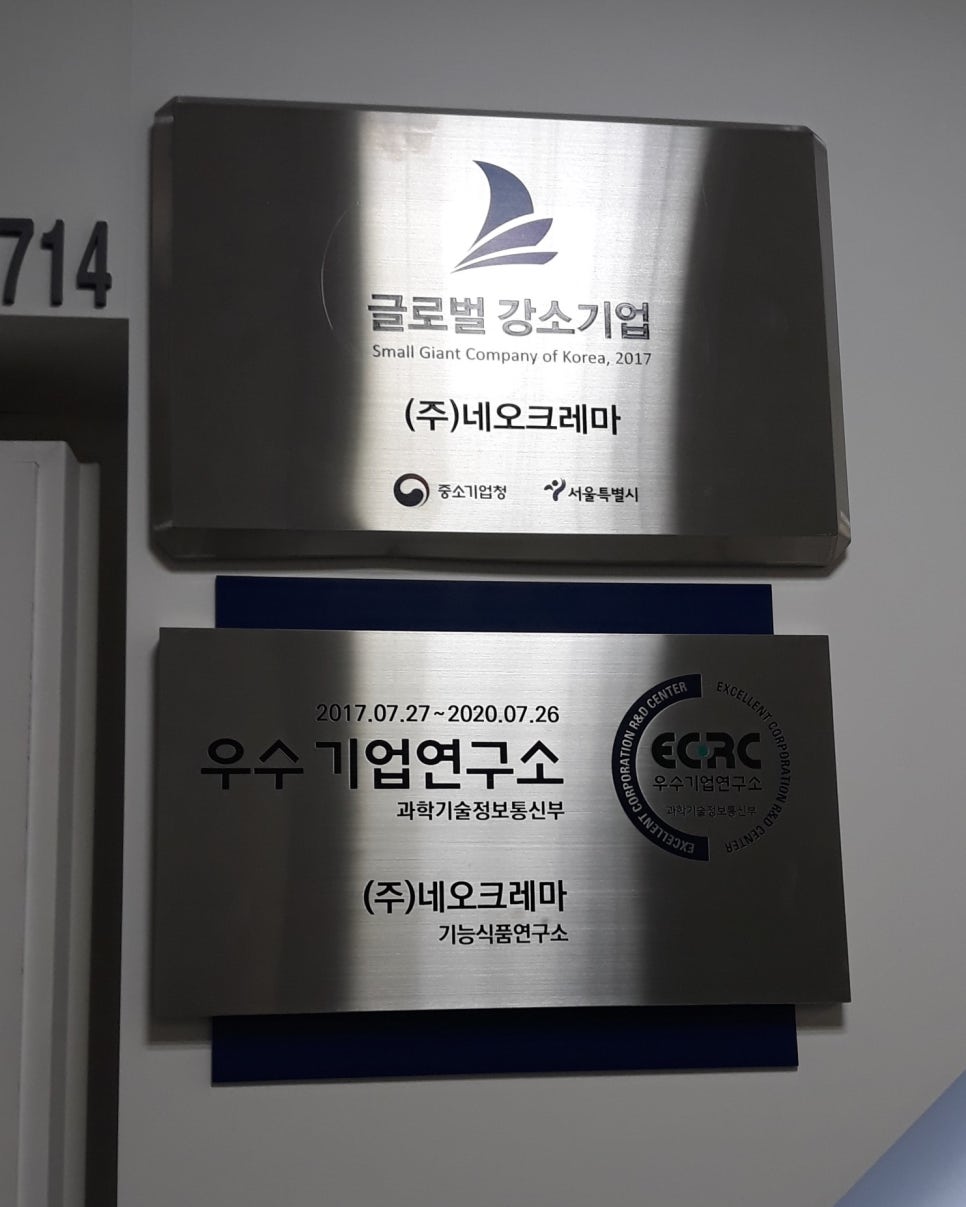 714
글로벌 강소기업
Small Giant Company of Korea, 2017
(주)네오크레마
중소기업청 서울특별시
2017.07.27~2020.07.26
우수 기업연구소
과학기술정보통신부
(주)네오크레마
기능식품연구소
EXCELLENT CORPORATION R&D CENTER
EXCELLENT CORPORATION R&D CENTER
ECRC
우수기업연구소
과학기술정보통신부